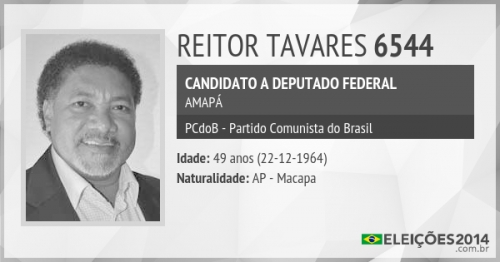 REITOR TAVARES 6544
CANDIDATO A DEPUTADO FEDERAL
AMAPÁ
PCdoB - Partido Comunista do Brasil
Idade: 49 anos (22-12-1964)
Naturalidade: AP - Macapa
ELEIÇÕES2014
.com.br